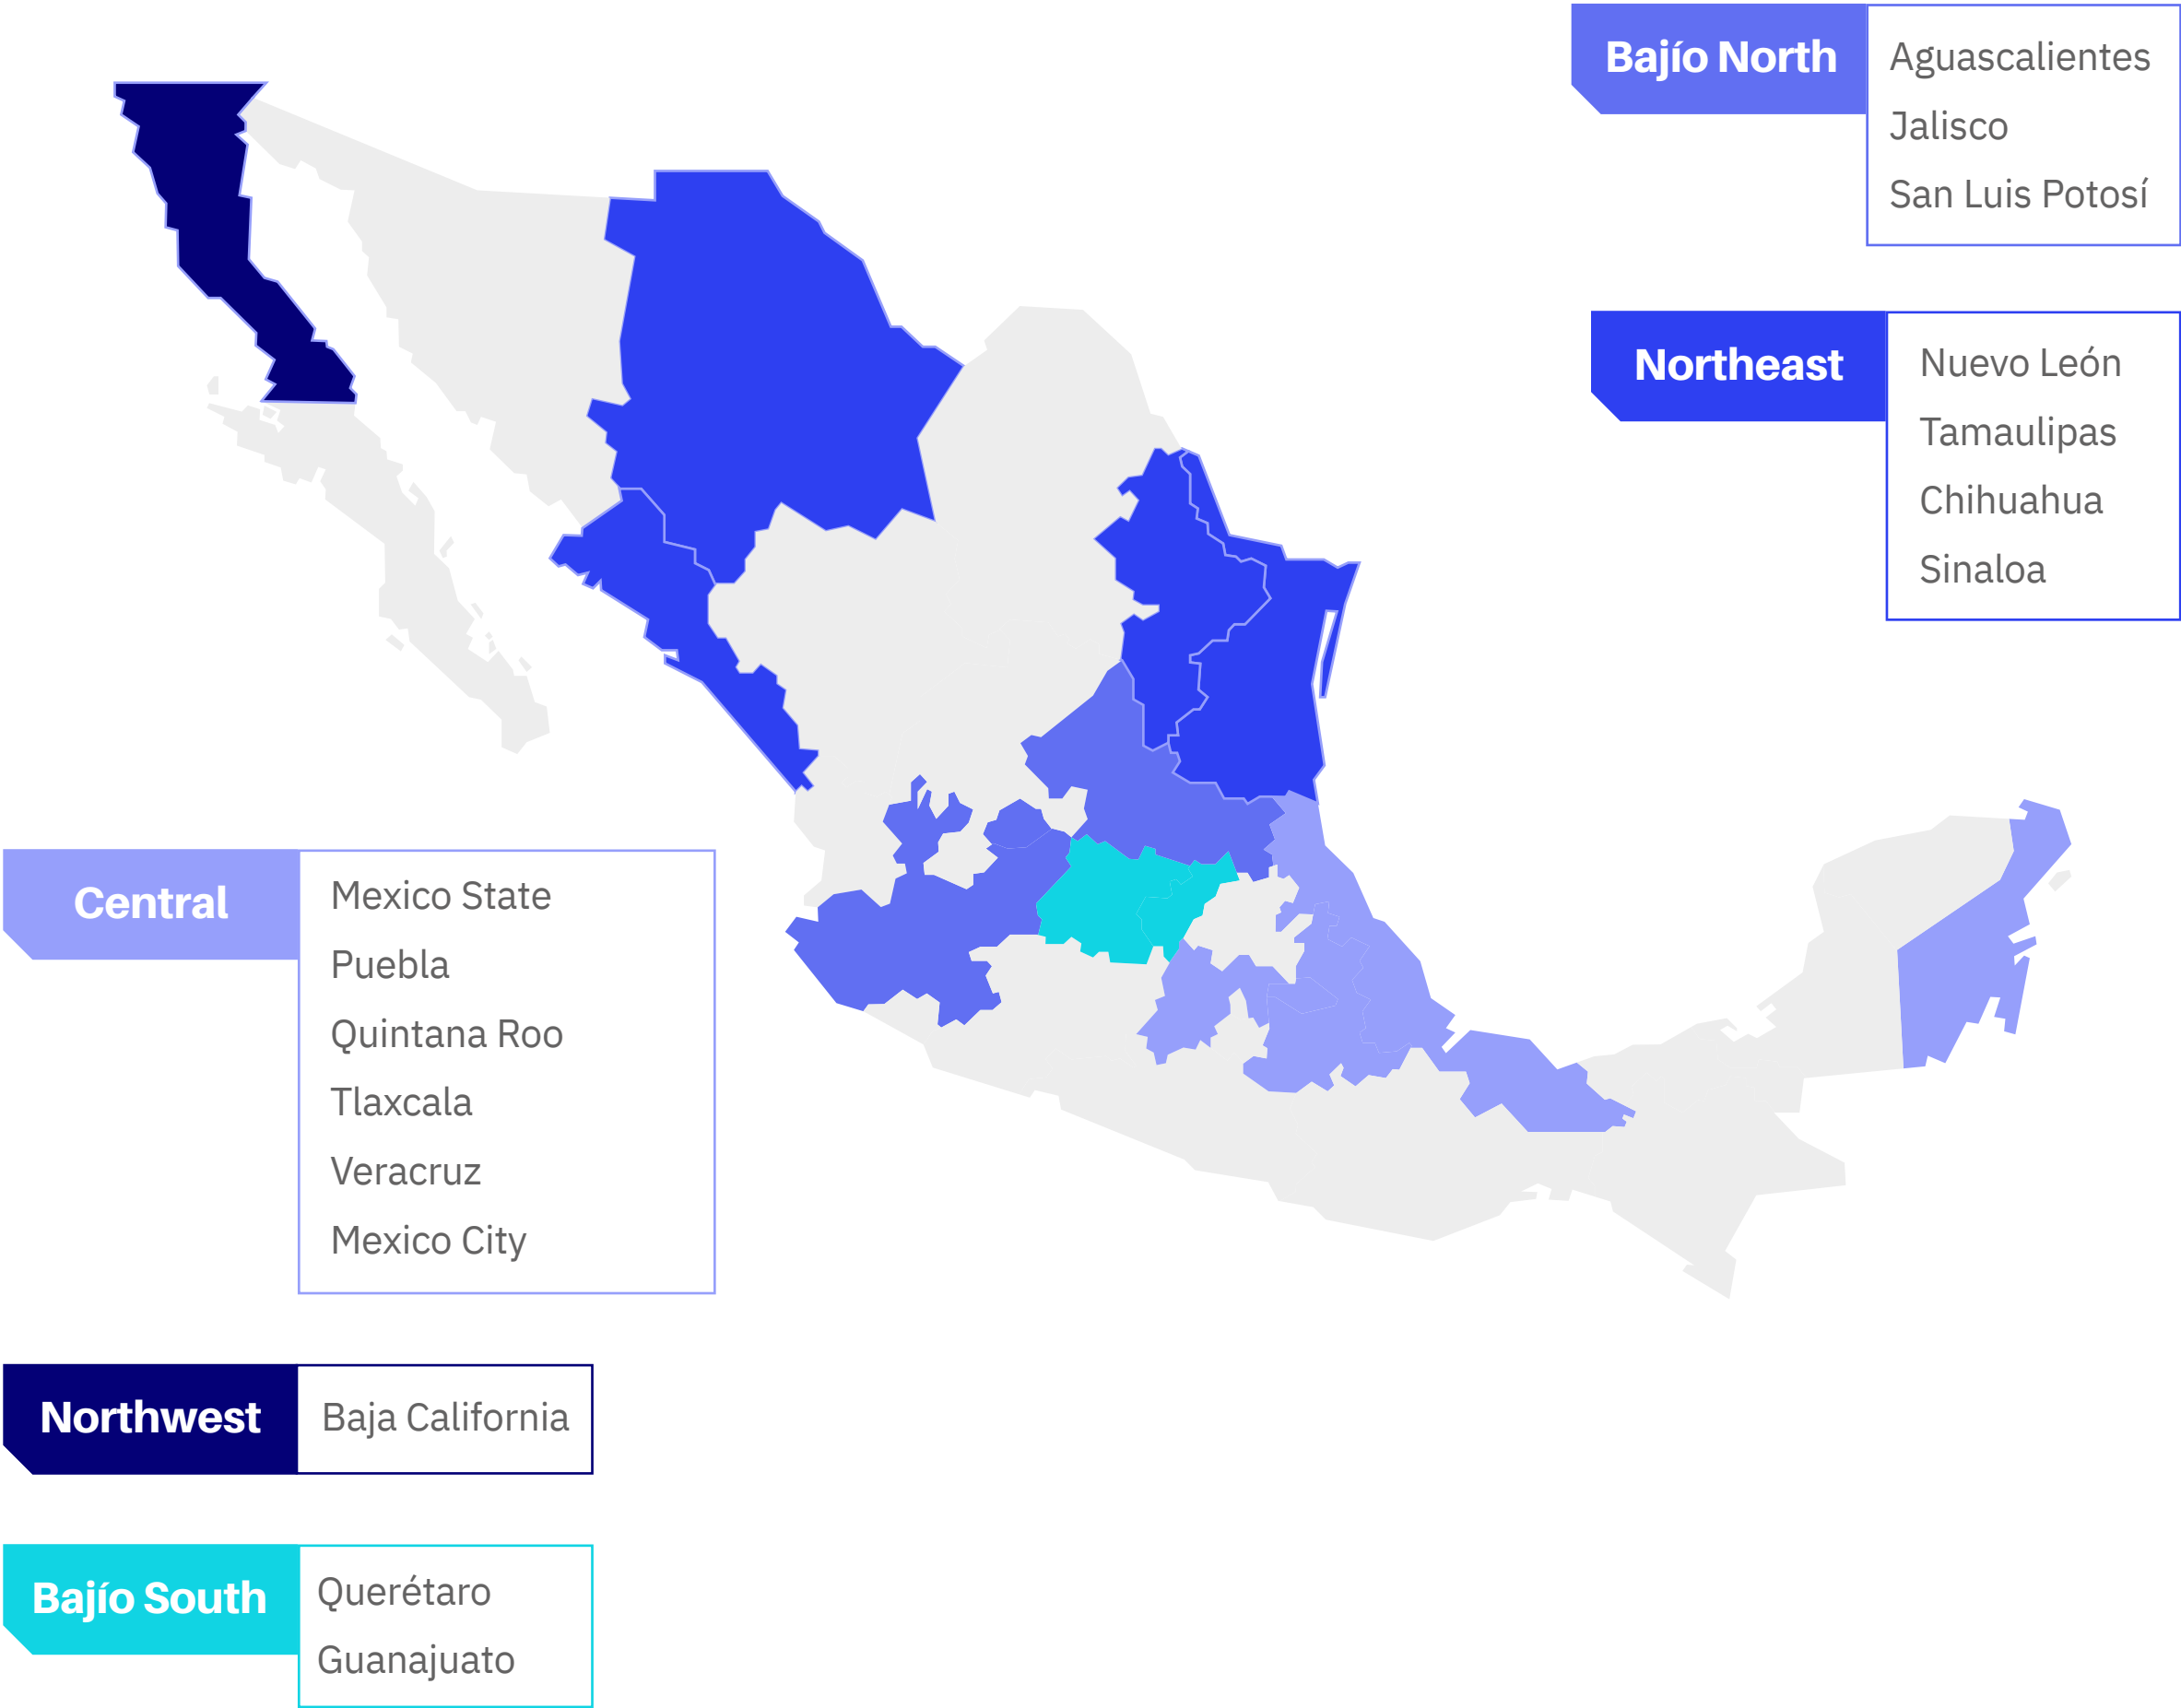 Bajío North
Aguascalientes
Jalisco
San Luis Potosí
Northeast
Nuevo León
Tamaulipas
Chihuahua
Sinaloa
Central
Mexico State
Puebla
Quintana Roo
Tlaxcala
Veracruz
Mexico City
Northwest
Baja California
Bajío South
Querétaro
Guanajuato